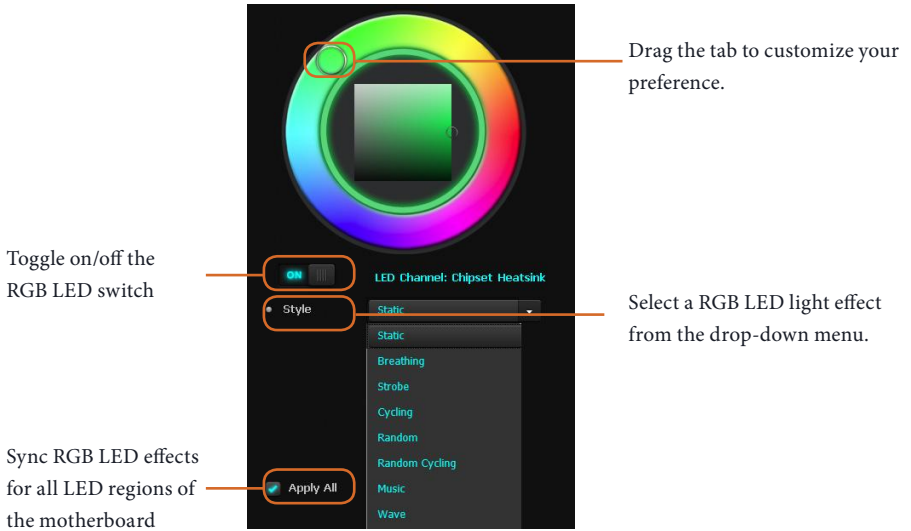 Drag the tab to customize your
preference.
Toggle on/off the
RGB LED switch
ON
LED Channel: Chipset Heatsink
Style
Static
Select a RGB LED light effect
from the drop-down menu.
Static
Breathing
Strobe
Cycling
Random
Random Cycling
Music
Wave
Sync RGB LED effects
for all LED regions of
the motherboard
Apply All